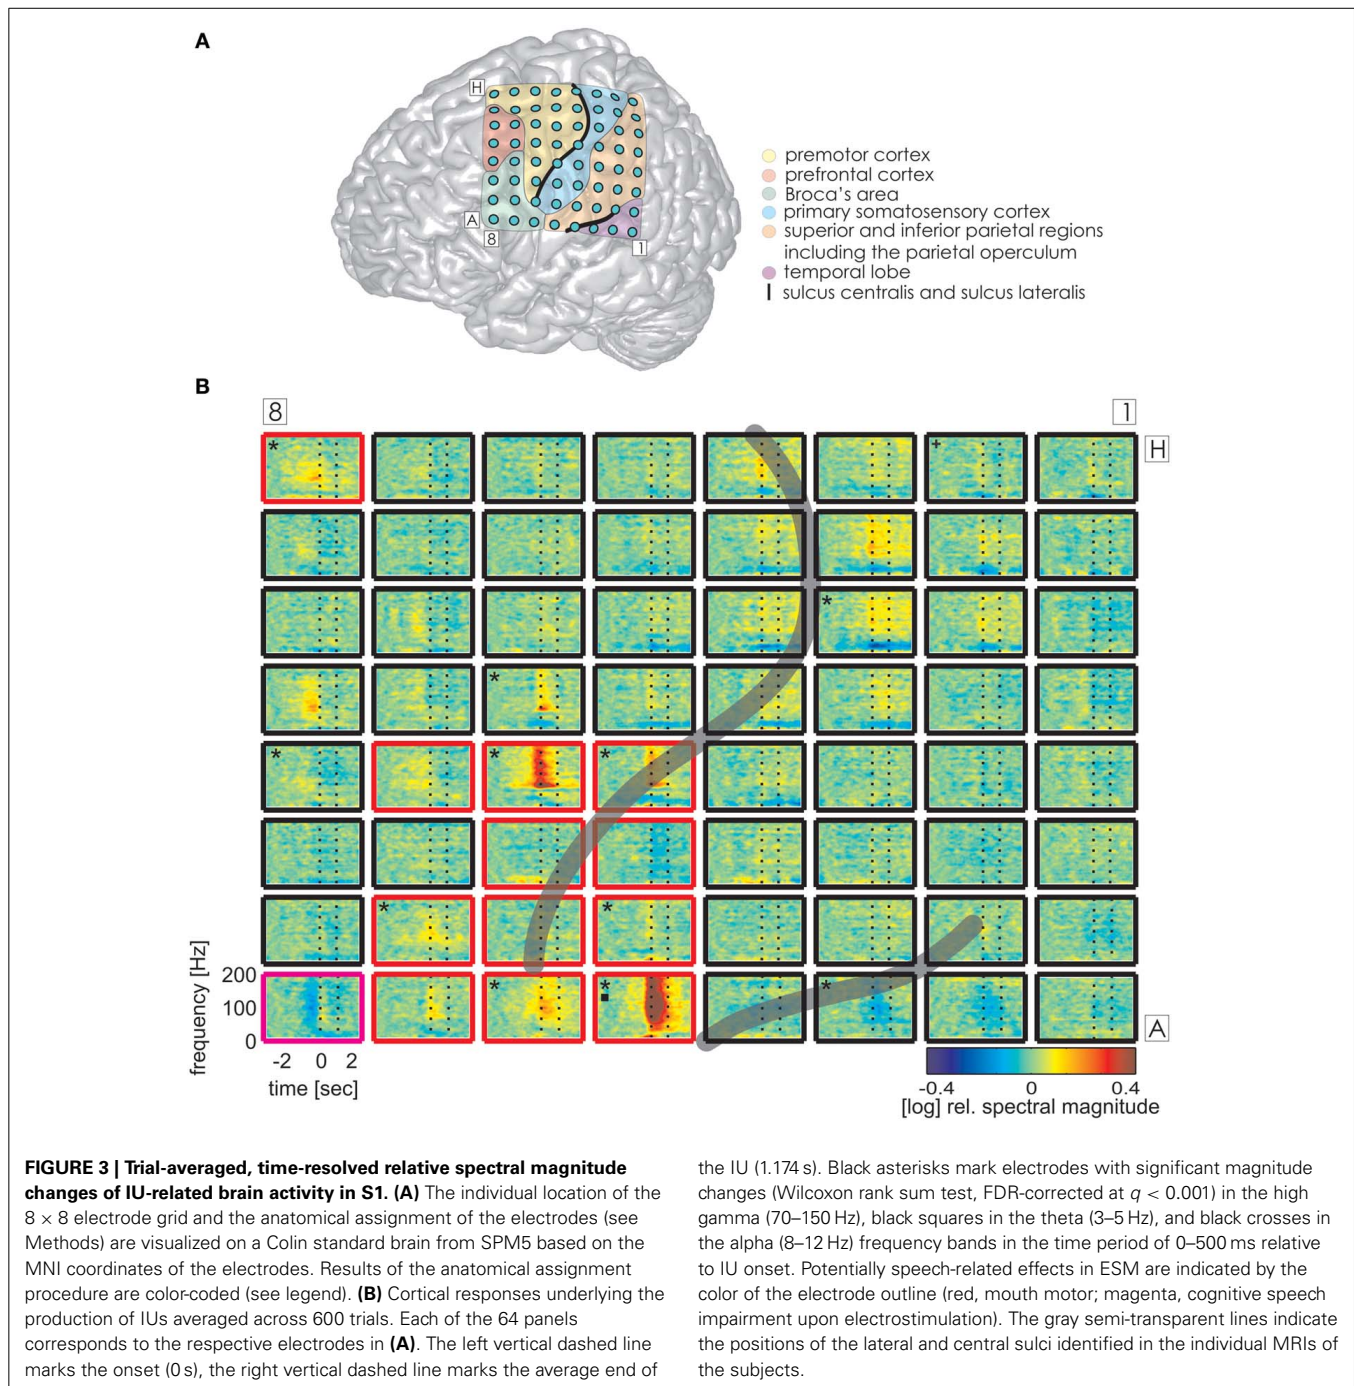 A
H
A
8
1
premotor cortex
prefrontal cortex
Broca's area
primary somatosensory cortex
superior and inferior parietal regions
including the parietal operculum
temporal lobe
sulcus centralis and sulcus lateralis
B
8
1
*
+
H
*
*
*
*
*
*
*
frequency [Hz]
200
100
0
*
*
*
A
-2
0
2
time [sec]
-0.4
0
0.4
[log] rel. spectral magnitude
FIGURE 3 | Trial-averaged, time-resolved relative spectral magnitude
changes of IU-related brain activity in S1. (A) The individual location of the
8 × 8 electrode grid and the anatomical assignment of the electrodes (see
Methods) are visualized on a Colin standard brain from SPM5 based on the
MNI coordinates of the electrodes. Results of the anatomical assignment
procedure are color-coded (see legend). (B) Cortical responses underlying the
production of IUs averaged across 600 trials. Each of the 64 panels
corresponds to the respective electrodes in (A). The left vertical dashed line
marks the onset (0 s), the right vertical dashed line marks the average end of
the IU (1.174 s). Black asterisks mark electrodes with significant magnitude
changes (Wilcoxon rank sum test, FDR-corrected at q < 0.001) in the high
gamma (70–150 Hz), black squares in the theta (3–5 Hz), and black crosses in
the alpha (8–12 Hz) frequency bands in the time period of 0–500 ms relative
to IU onset. Potentially speech-related effects in ESM are indicated by the
color of the electrode outline (red, mouth motor; magenta, cognitive speech
impairment upon electrostimulation). The gray semi-transparent lines indicate
the positions of the lateral and central sulci identified in the individual MRIs of
the subjects.